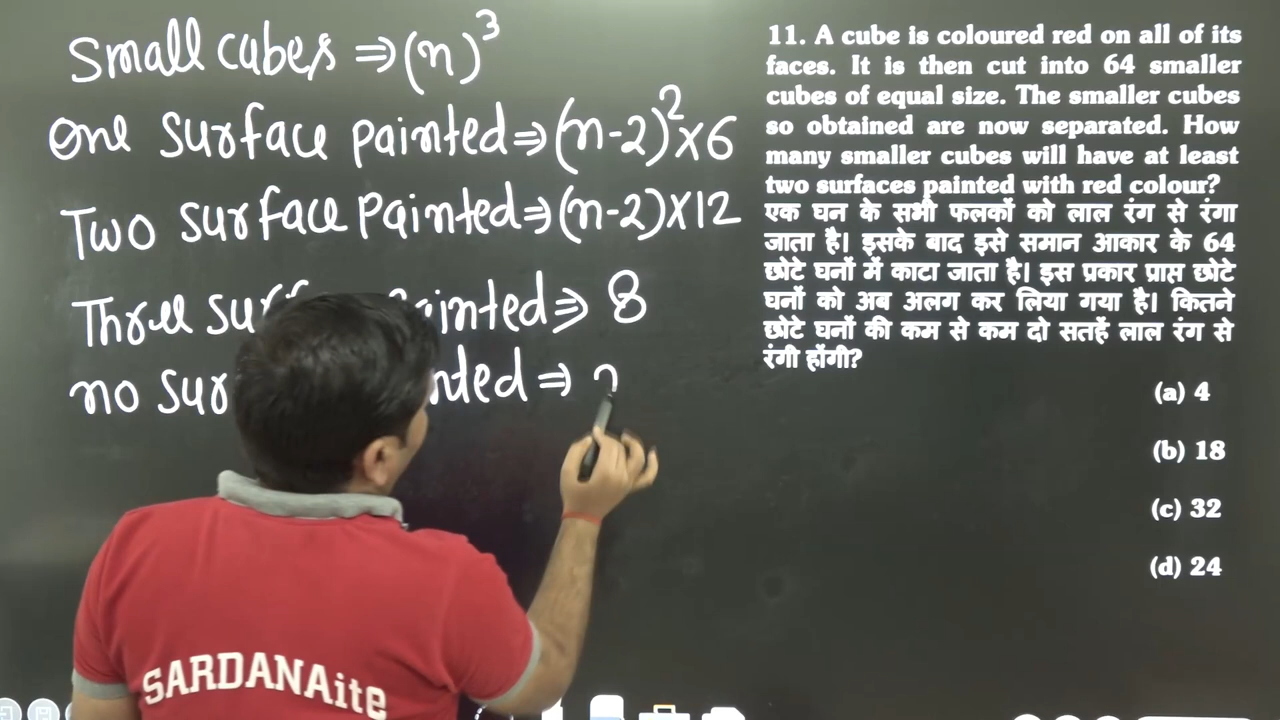 Small cubes ⇒ (n)³
One surface painted ⇒ (n-2)²×6
Two surface Painted ⇒ (n-2)×12
Three ⇒ 8
no ⇒
11. A cube is coloured red on all of its
faces. It is then cut into 64 smaller
cubes of equal size. The smaller cubes
so obtained are now separated. How
many smaller cubes will have at least
two surfaces painted with red colour?
एक घन के सभी फलकों को लाल रंग से रंगा
जाता है। इसके बाद इसे समान आकार के 64
छोटे घनों में काटा जाता है। इस प्रकार प्राप्त छोटे
घनों को अब अलग कर लिया गया है। कितने
छोटे घनों की कम से कम दो सतहें लाल रंग से
रंगी होंगी?
(a) 4
(b) 18
(c) 32
(d) 24
SARDANAite